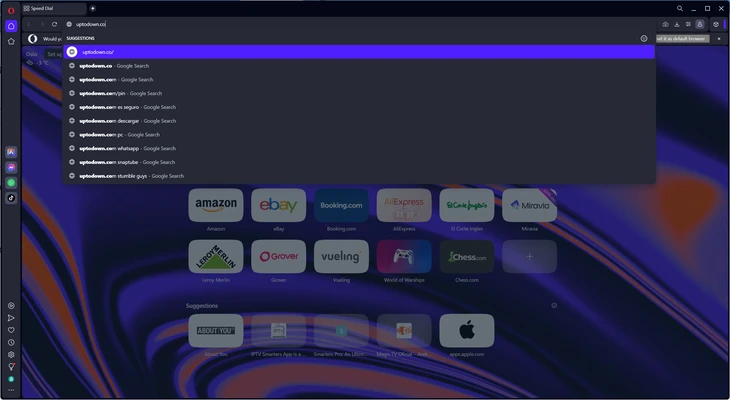 Speed Dial
uptodown.co
Would yo
set it as default browser
SUGGESTIONS
uptodown.co/
uptodown.co - Google Search
uptodown.com - Google Search
uptodown.com/pin - Google Search
uptodown.com es seguro - Google Search
uptodown.com descargar - Google Search
uptodown.com pc - Google Search
uptodown.com whatsapp - Google Search
uptodown.com snaptube - Google Search
uptodown.com stumble guys - Google Search
Oslo
Set up
-3 °C
amazon
ebay
Booking.com
AliExpress
El Corte Inglés
Miravia
Amazon
eBay
Booking.com
AliExpress
El Corte Inglés
Miravia
LEROY MERLIN
Grover
vueling
Chess.com
Leroy Merlin
Grover
Vueling
World of Warships
Chess.com
Suggestions
ABOUT YOU
IPTV
About You
IPTV Smarters App is a
Smarters Pro: As Ultim
Magis TV Oficial - Andr
apps.apple.com